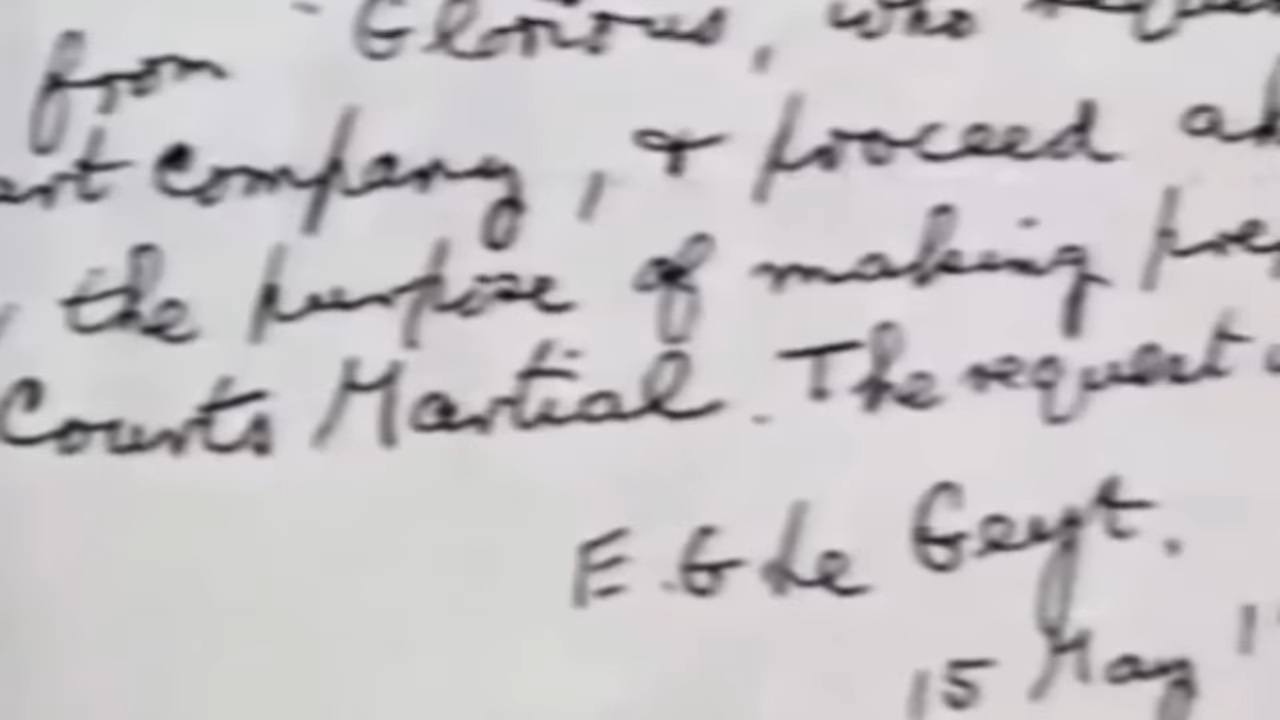 from "Glorious, who
Company, & proceed
the purpose of making
Courts Martial. The request
E.G Le Geyt.
15 May